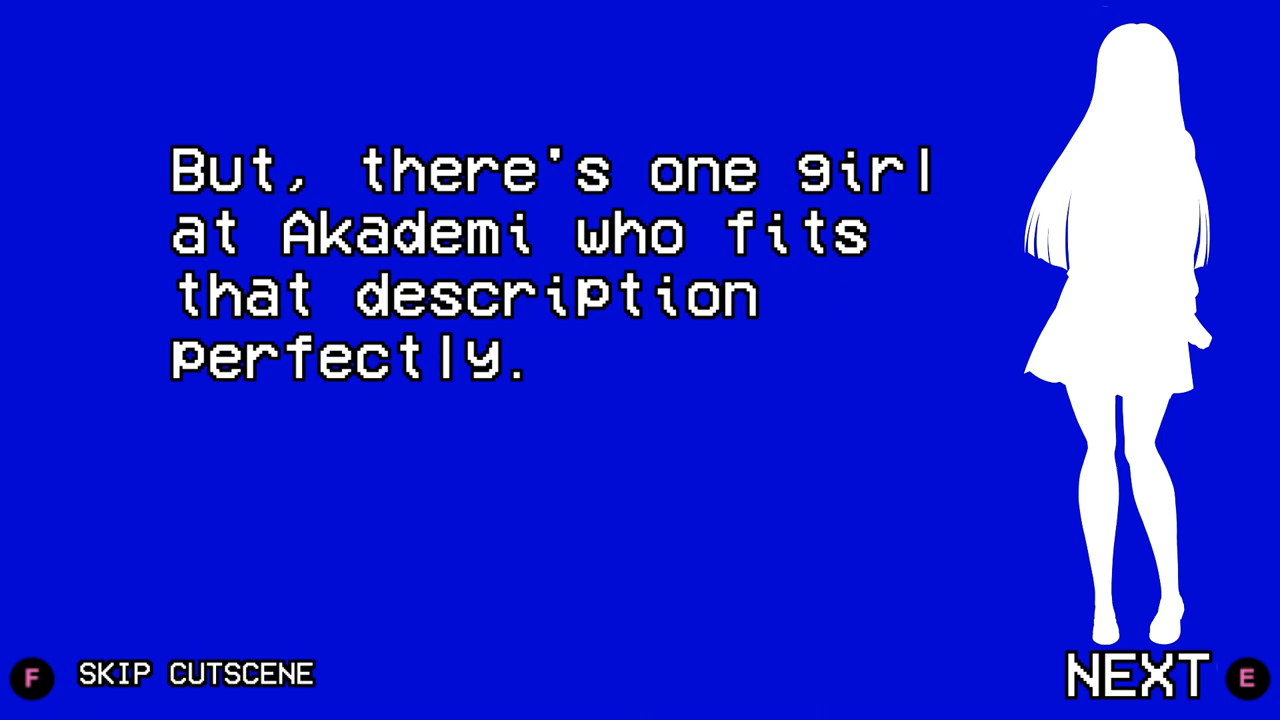 But, there's one girl
at Akademi who fits
that description
perfectly.
F SKIP CUTSCENE
NEXT E